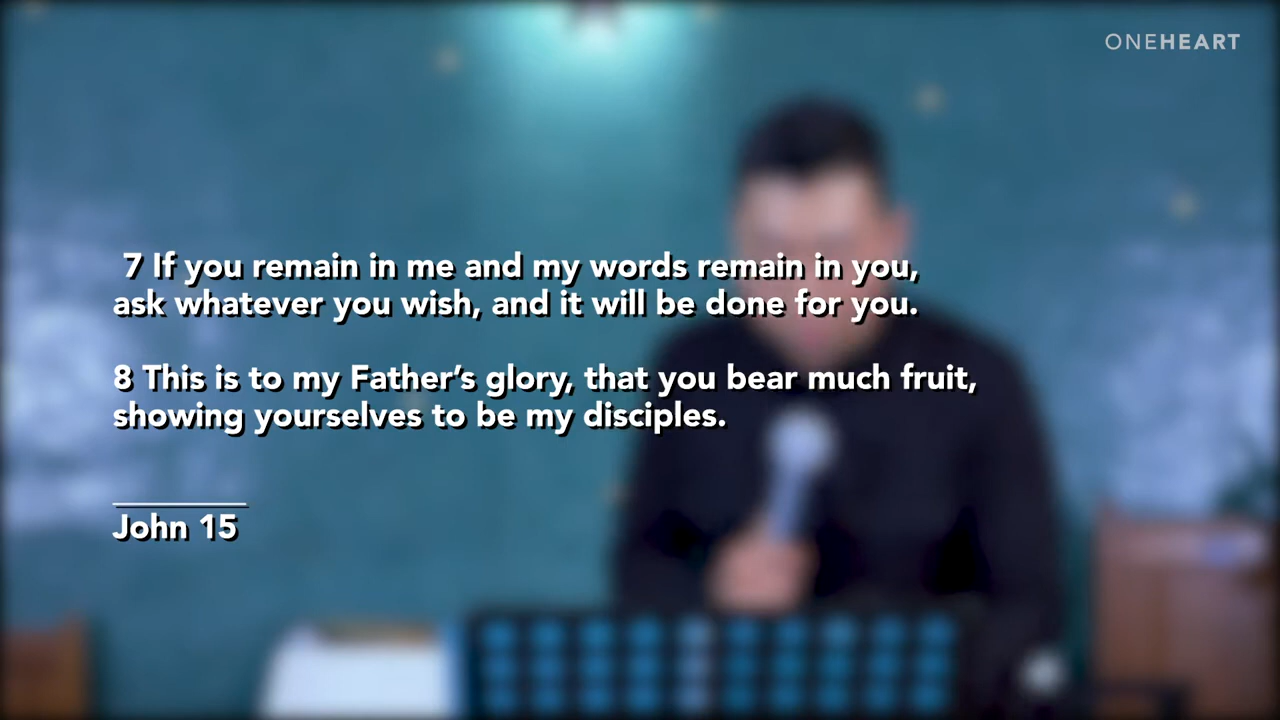 ONEHEART
7 If you remain in me and my words remain in you,
ask whatever you wish, and it will be done for you.
8 This is to my Father’s glory, that you bear much fruit,
showing yourselves to be my disciples.
John 15